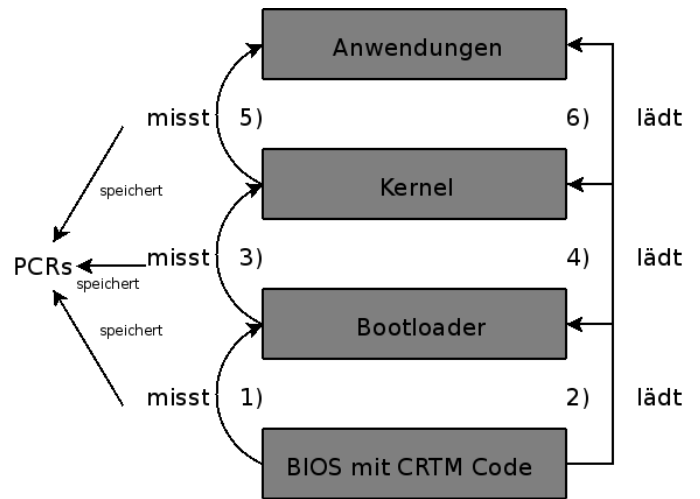 Anwendungen
misst 5) 6) lädt
speichert
Kernel
PCRs misst 3) 4) lädt
speichert
speichert
Bootloader
misst 1) 2) lädt
BIOS mit CRTM Code